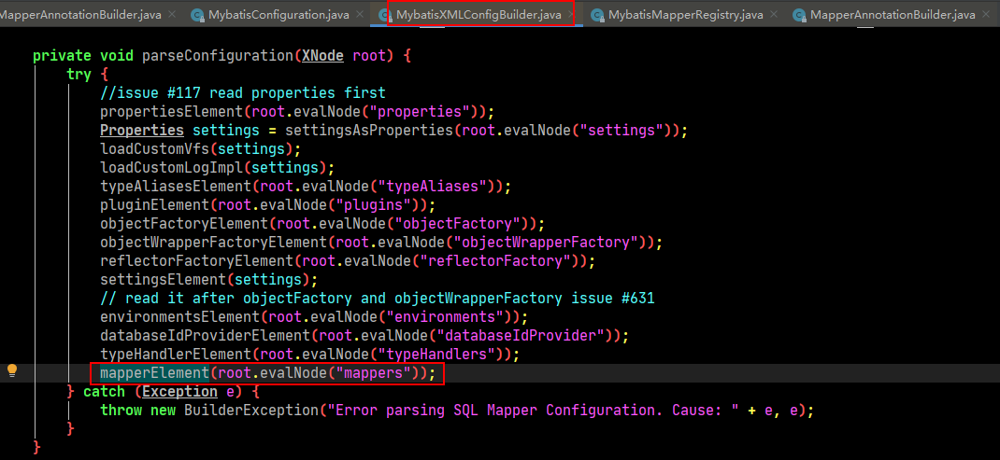 MapperAnnotationBuilder.java × MybatisConfiguration.java × MybatisXMLConfigBuilder.java × MybatisMapperRegistry.java × MapperAnnotationBuilder.java ×
private void parseConfiguration(XNode root) {
try {
//issue #117 read properties first
propertiesElement(root.evalNode("properties"));
Properties settings = settingsAsProperties(root.evalNode("settings"));
loadCustomVfs(settings);
loadCustomLogImpl(settings);
typeAliasesElement(root.evalNode("typeAliases"));
pluginElement(root.evalNode("plugins"));
objectFactoryElement(root.evalNode("objectFactory"));
objectWrapperFactoryElement(root.evalNode("objectWrapperFactory"));
reflectorFactoryElement(root.evalNode("reflectorFactory"));
settingsElement(settings);
// read it after objectFactory and objectWrapperFactory issue #631
environmentsElement(root.evalNode("environments"));
databaseIdProviderElement(root.evalNode("databaseIdProvider"));
typeHandlerElement(root.evalNode("typeHandlers"));
mapperElement(root.evalNode("mappers"));
} catch (Exception e) {
throw new BuilderException("Error parsing SQL Mapper Configuration. Cause: " + e, e);
}
}